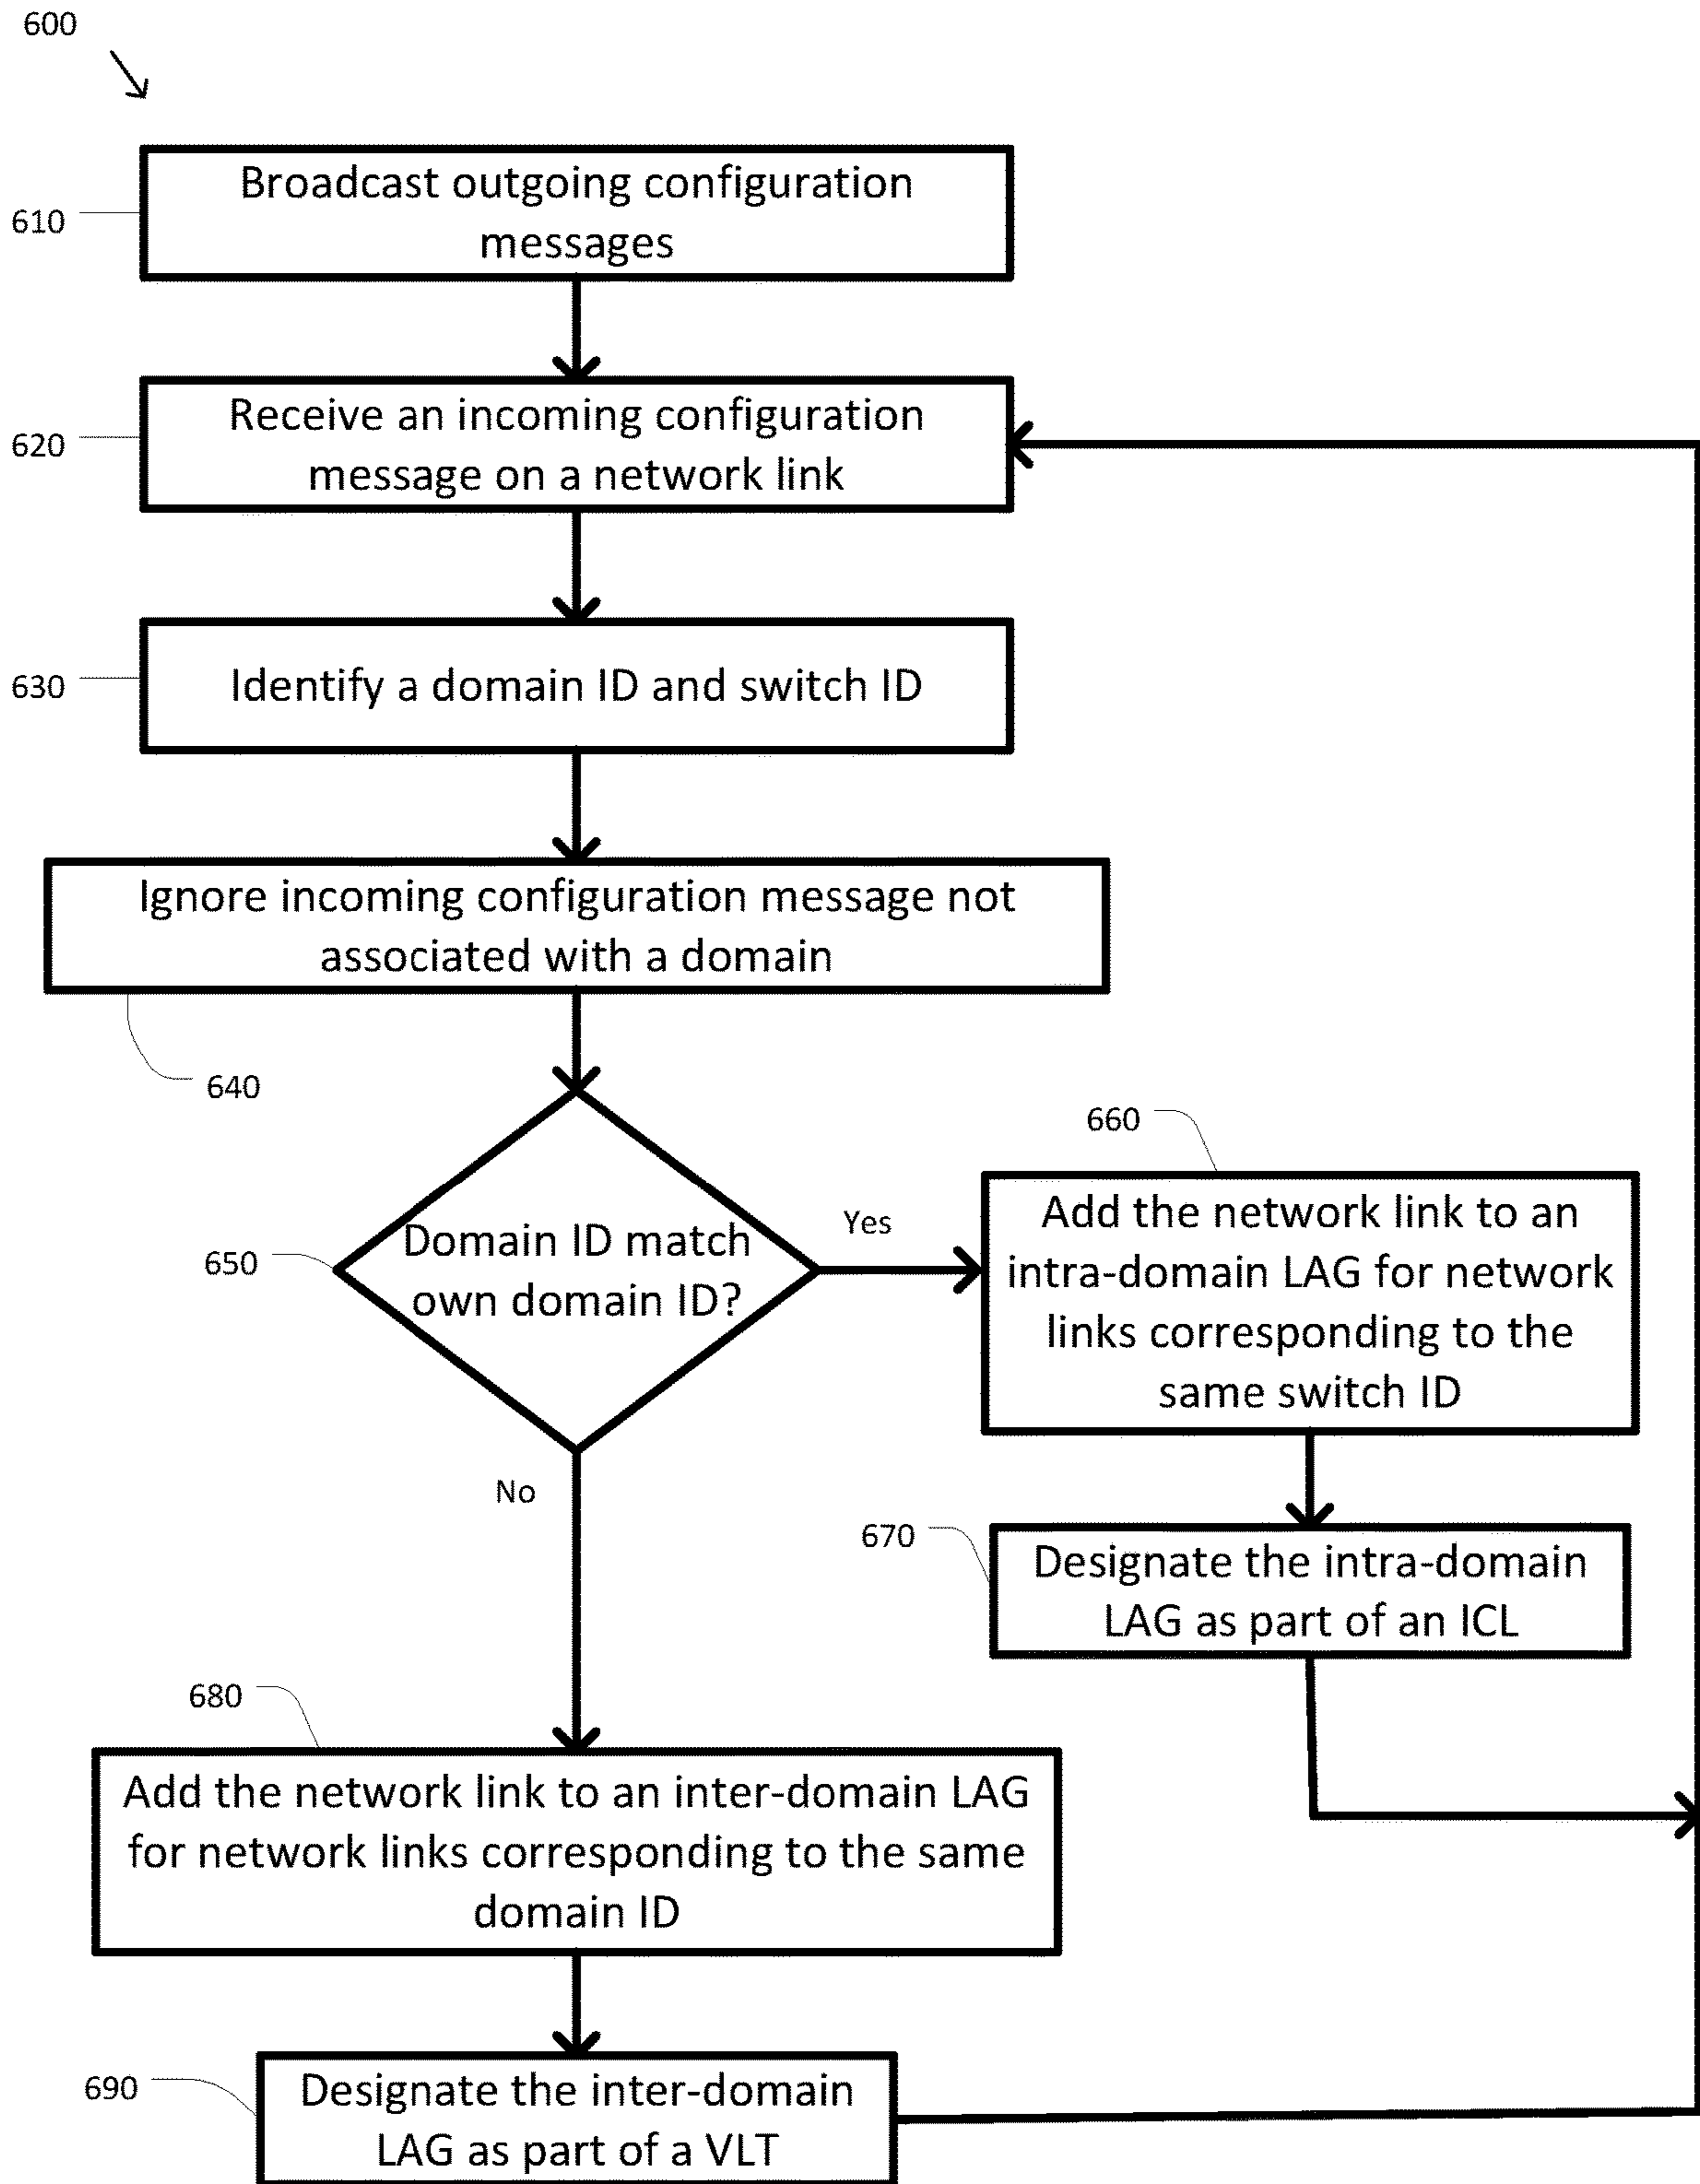 600
610
Broadcast outgoing configuration
messages
620
Receive an incoming configuration
message on a network link
630
Identify a domain ID and switch ID
Ignore incoming configuration message not
associated with a domain
640
650
Domain ID match
own domain ID?
Yes
No
660
Add the network link to an
intra-domain LAG for network
links corresponding to the
same switch ID
670
Designate the intra-domain
LAG as part of an ICL
680
Add the network link to an inter-domain LAG
for network links corresponding to the same
domain ID
690
Designate the inter-domain
LAG as part of a VLT